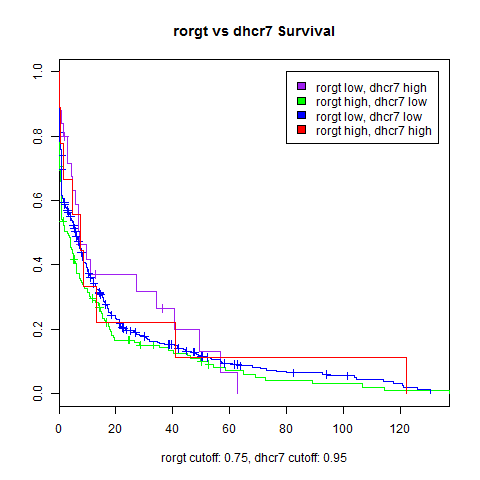 rorgt vs dhcr7 Survival
1.0
0.8
0.6
0.4
0.2
0.0
rorgt low, dhcr7 high
rorgt high, dhcr7 low
rorgt low, dhcr7 low
rorgt high, dhcr7 high
0 20 40 60 80 100 120
rorgt cutoff: 0.75, dhcr7 cutoff: 0.95